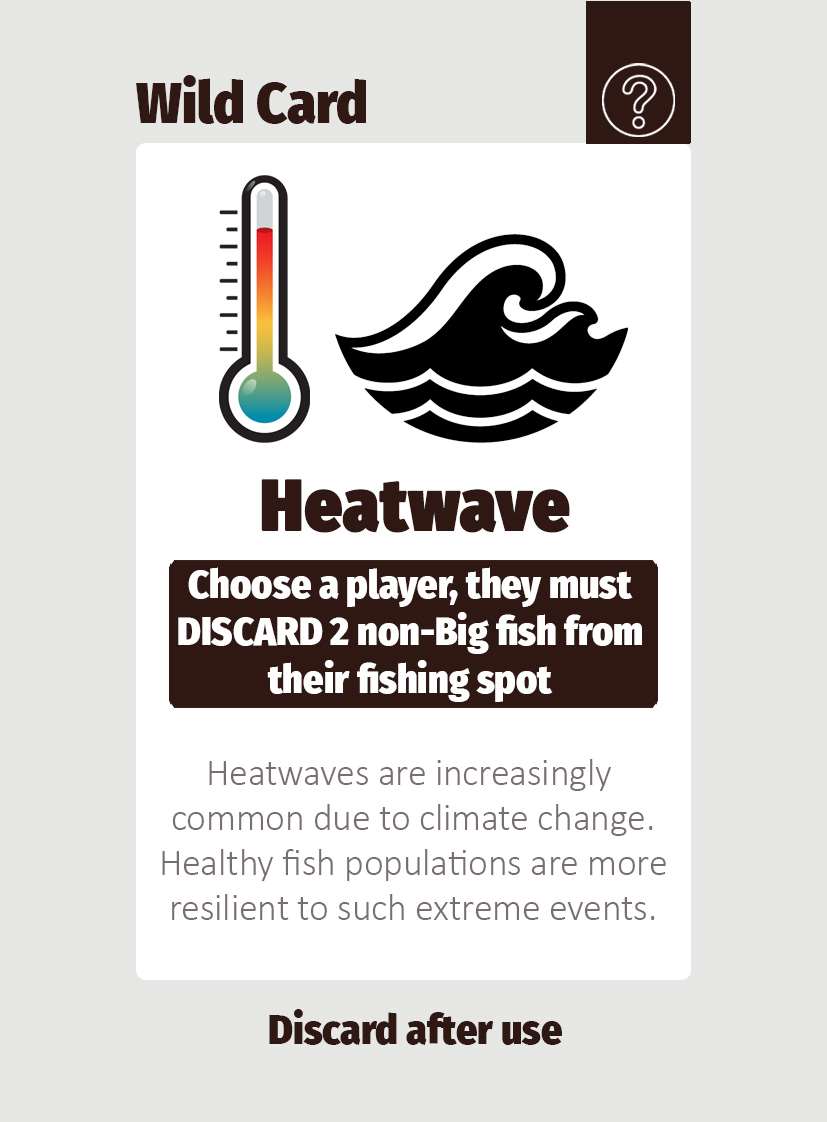 Wild Card
?
Heatwave
Choose a player, they must
DISCARD 2 non-Big fish from
their fishing spot
Heatwaves are increasingly
common due to climate change.
Healthy fish populations are more
resilient to such extreme events.
Discard after use